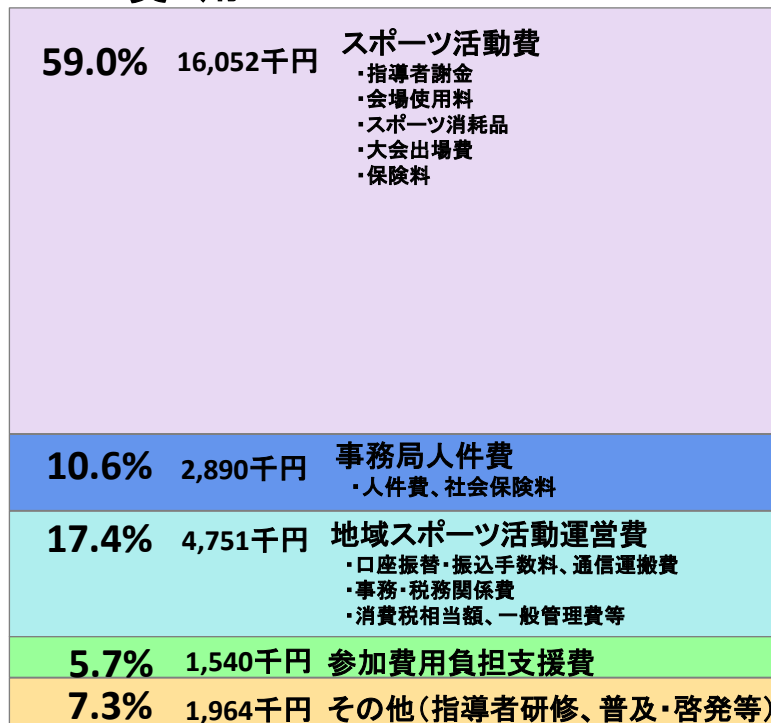 59.0% 16,052千円 スポーツ活動費
・指導者謝金
・会場使用料
・スポーツ消耗品
・大会出場費
・保険料
10.6% 2,890千円 事務局人件費
・人件費、社会保険料
17.4% 4,751千円 地域スポーツ活動運営費
・口座振替・振込手数料、通信運搬費
・事務・税務関係費
・消費税相当額、一般管理費等
5.7% 1,540千円 参加費用負担支援費
7.3% 1,964千円 その他(指導者研修、普及・啓発等)